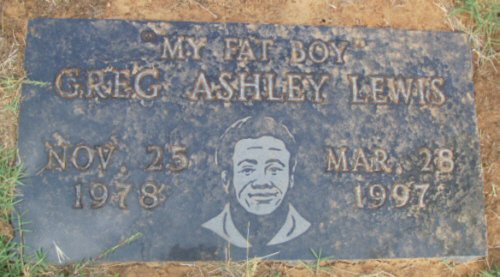 "MY FAT BOY"
GREG ASHLEY LEWIS
NOV. 25 MAR. 28
1978 1997